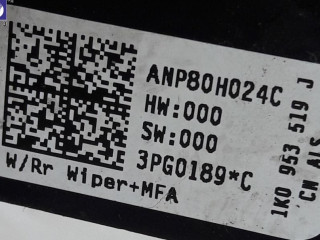 ANP80H024C
HW:000
SW:000
3PG0189*C
W/Rr Wiper+MFA
1K0 953 519 J
CN ALS